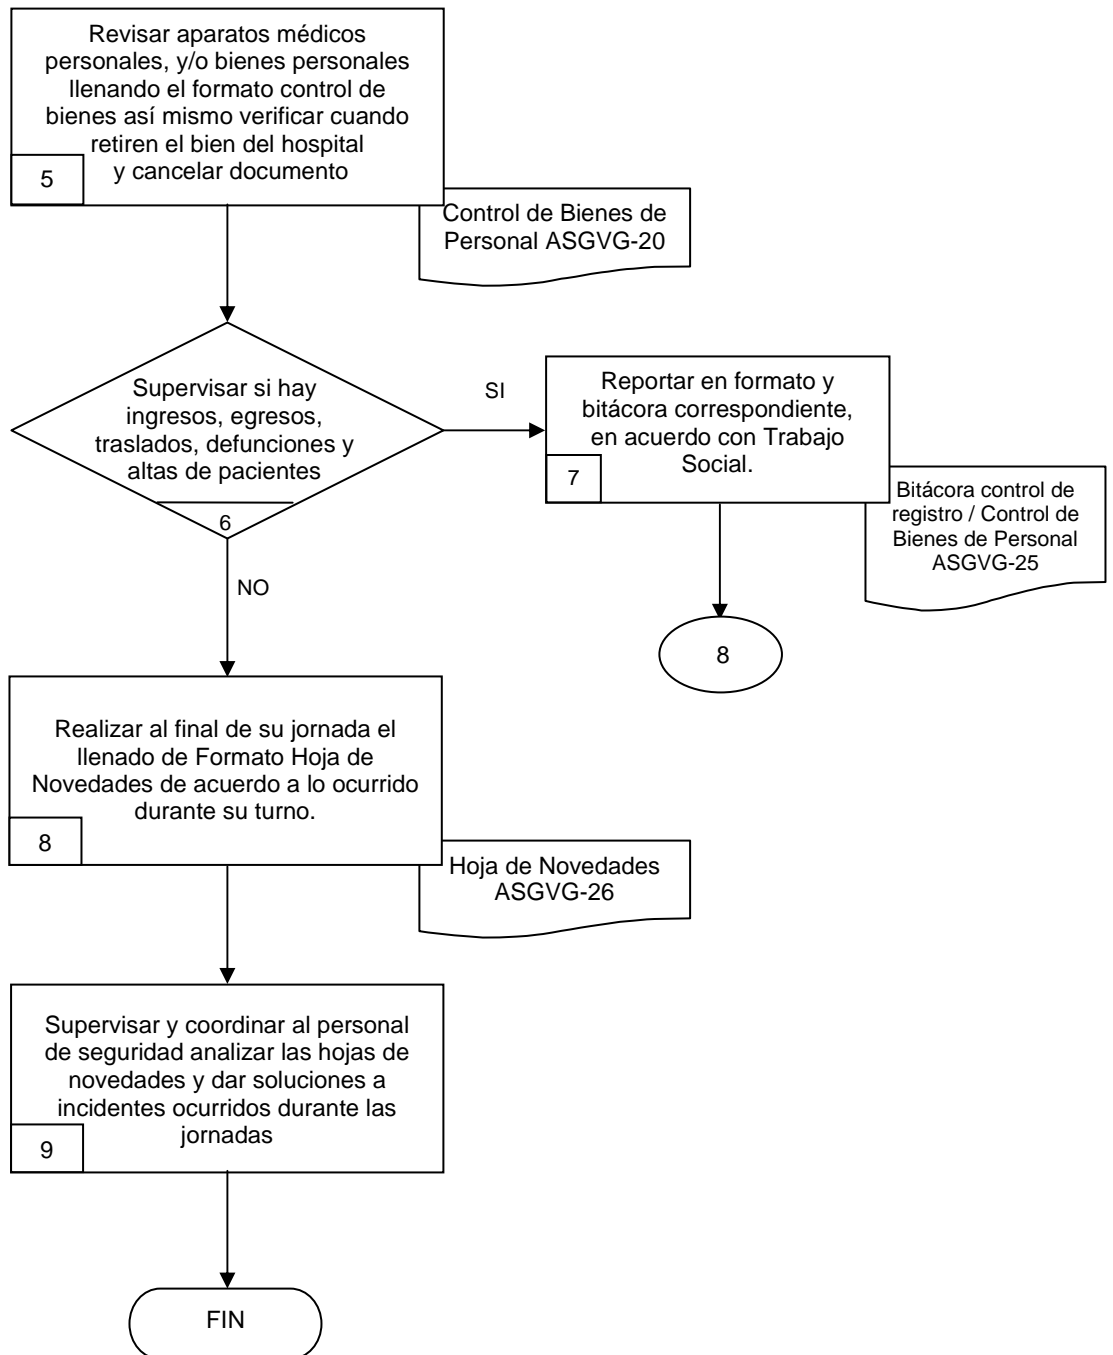 Revisar aparatos médicos
personales, y/o bienes personales
llenando el formato control de
bienes así mismo verificar cuando
retiren el bien del hospital
y cancelar documento
5
Control de Bienes de
Personal ASGVG-20
Supervisar si hay
ingresos, egresos,
traslados, defunciones y
altas de pacientes
6
SI
Reportar en formato y
bitácora correspondiente,
en acuerdo con Trabajo
Social.
7
Bitácora control de
registro / Control de
Bienes de Personal
ASGVG-25
8
NO
Realizar al final de su jornada el
llenado de Formato Hoja de
Novedades de acuerdo a lo ocurrido
durante su turno.
8
Hoja de Novedades
ASGVG-26
Supervisar y coordinar al personal
de seguridad analizar las hojas de
novedades y dar soluciones a
incidentes ocurridos durante las
jornadas
9
FIN